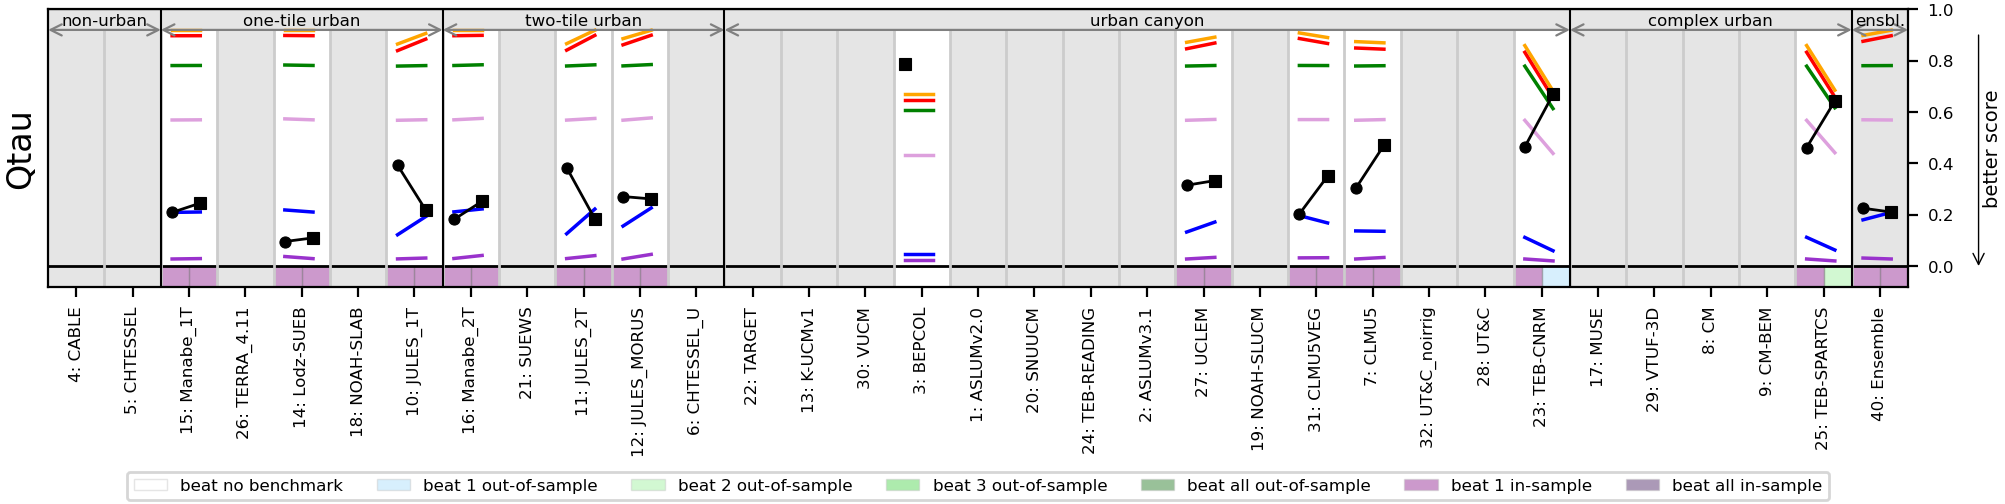 non-urban
one-tile urban
two-tile urban
urban canyon
complex urban
ensbl.
1.0
0.8
0.6
0.4
0.2
0.0
better score
Qtau
4: CABLE
5: CHTESSEL
15: Manabe_1T
26: TERRA_4.11
14: Lodz-SUEB
18: NOAH-SLAB
10: JULES_1T
16: Manabe_2T
21: SUEWS
11: JULES_2T
12: JULES_MORUS
6: CHTESSEL_U
22: TARGET
13: K-UCMv1
30: VUCM
3: BEPCOL
1: ASLUMv2.0
20: SNUUCM
24: TEB-READING
2: ASLUMv3.1
27: UCLEM
19: NOAH-SLUCM
31: CLMU5VEG
7: CLMU5
32: UT&C_noirrig
28: UT&C
23: TEB-CNRM
17: MUSE
29: VTUF-3D
8: CM
9: CM-BEM
25: TEB-SPARTCS
40: Ensemble
beat no benchmark
beat 1 out-of-sample
beat 2 out-of-sample
beat 3 out-of-sample
beat all out-of-sample
beat 1 in-sample
beat all in-sample